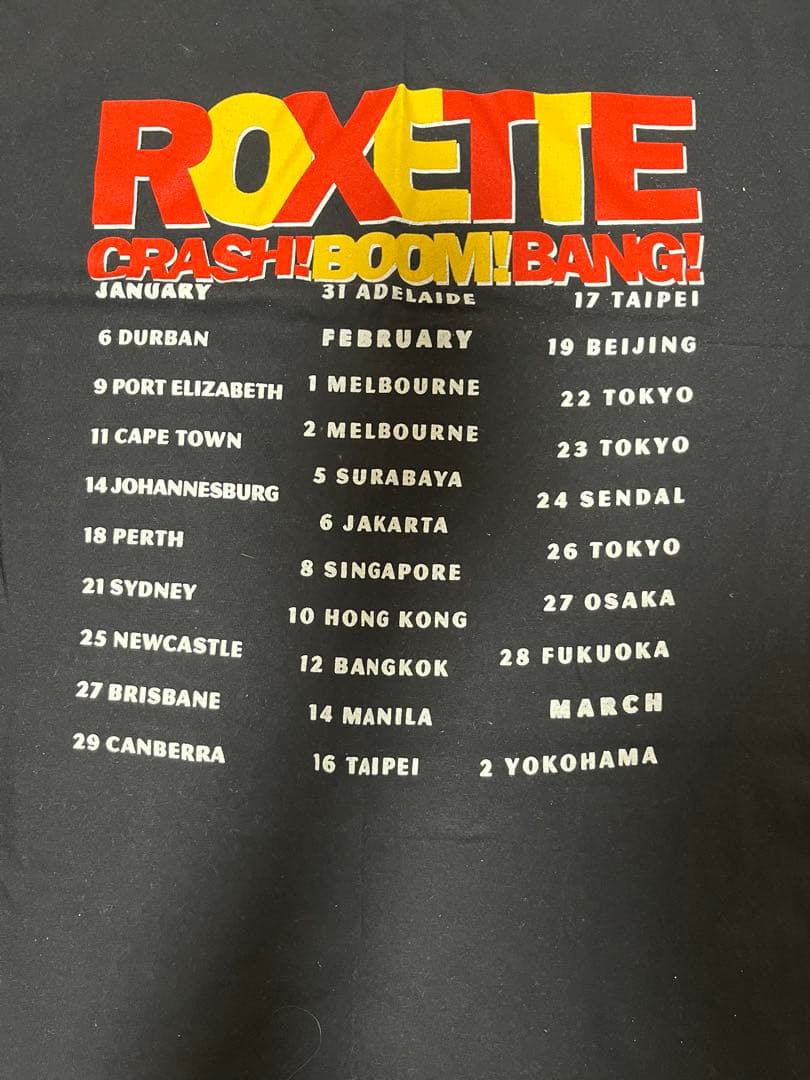 ROXETTE
CRASH!BOOM!BANG!
JANUARY
6 DURBAN
9 PORT ELIZABETH
11 CAPE TOWN
14 JOHANNESBURG
18 PERTH
21 SYDNEY
25 NEWCASTLE
27 BRISBANE
29 CANBERRA
31 ADELAIDE
FEBRUARY
1 MELBOURNE
2 MELBOURNE
5 SURABAYA
6 JAKARTA
8 SINGAPORE
10 HONG KONG
12 BANGKOK
14 MANILA
16 TAIPEI
17 TAIPEI
19 BEIJING
22 TOKYO
23 TOKYO
24 SENDAL
26 TOKYO
27 OSAKA
28 FUKUOKA
MARCH
2 YOKOHAMA